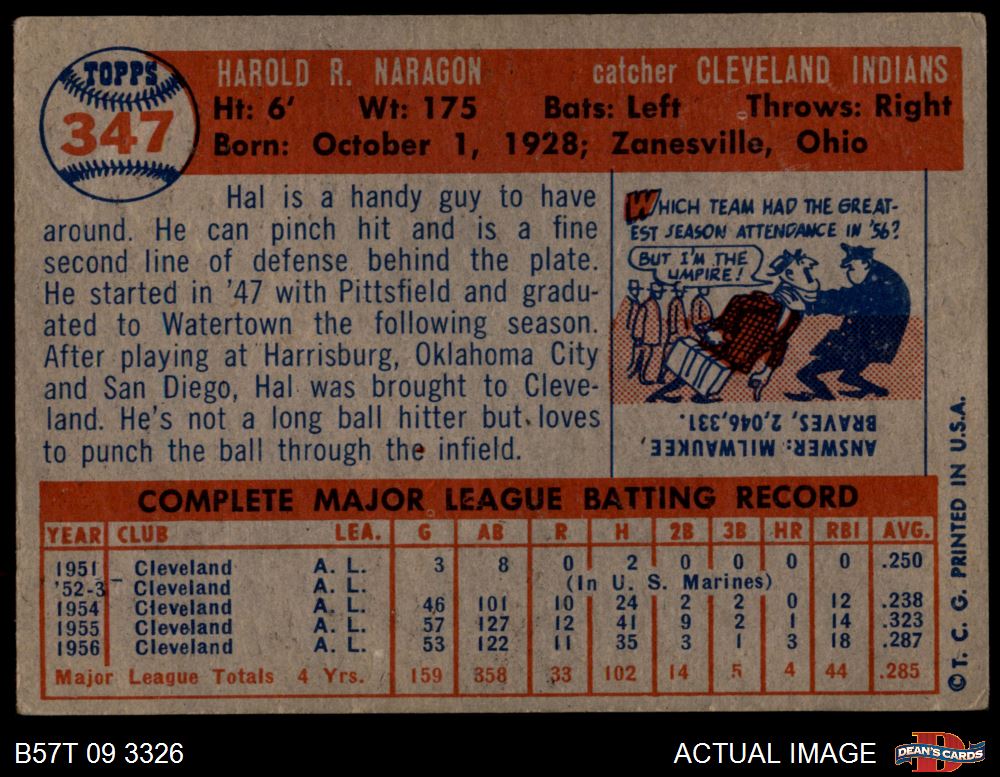 TOPPS
347
HAROLD R. NARAGON catcher CLEVELAND INDIANS
Ht: 6' Wt: 175 Bats: Left Throws: Right
Born: October 1, 1928; Zanesville, Ohio
Hal is a handy guy to have
around. He can pinch hit and is a fine
second line of defense behind the plate.
He started in '47 with Pittsfield and gradu-
ated to Watertown the following season.
After playing at Harrisburg, Oklahoma City
and San Diego, Hal was brought to Cleve-
land. He's not a long ball hitter but loves
to punch the ball through the infield.
WHICH TEAM HAD THE GREAT-
EST SEASON ATTENDANCE IN '56?
BUT I'M THE
UMPIRE!
ANSWER: MILWAUKEE,
BRAVES, 2,046,331.
COMPLETE MAJOR LEAGUE BATTING RECORD
YEAR CLUB LEA. G AB R H 2B 3B HR RBI AVG.
1951 Cleveland A. L. 3 8 0 2 0 0 0 0 .250
'52-3 Cleveland A. L. (In U. S. Marines)
1954 Cleveland A. L. 46 101 10 24 2 2 0 12 .238
1955 Cleveland A. L. 57 127 12 41 9 2 1 14 .323
1956 Cleveland A. L. 53 122 11 35 3 1 3 18 .287
Major League Totals 4 Yrs. 159 358 33 102 14 5 4 44 .285
© T. C. G. PRINTED IN U.S.A.
B57T 09 3326 ACTUAL IMAGE
DEAN'S CARDS